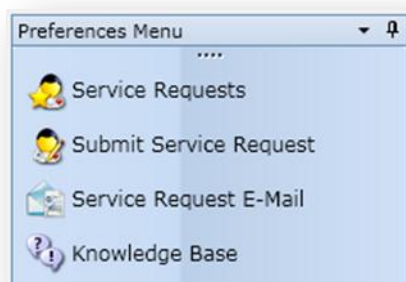 Preferences Menu
Service Requests
Submit Service Request
Service Request E-Mail
Knowledge Base